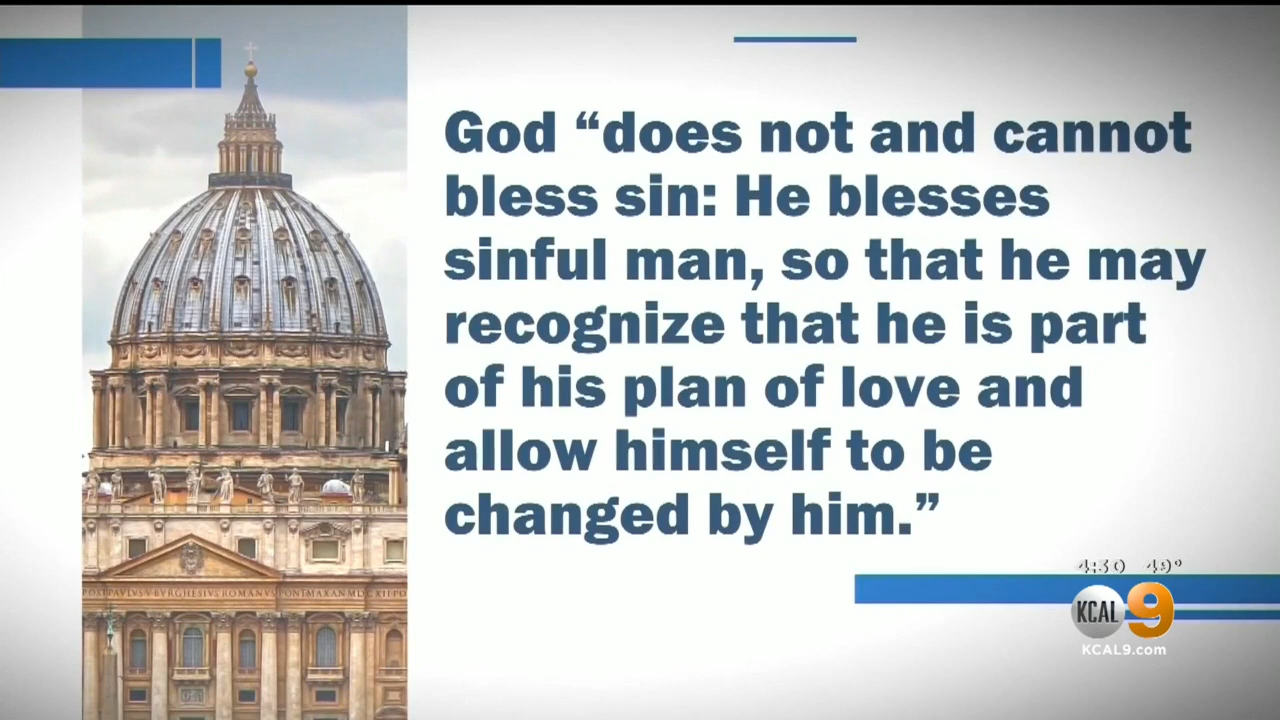 God “does not and cannot
bless sin: He blesses
sinful man, so that he may
recognize that he is part
of his plan of love and
allow himself to be
changed by him.”
4:30 49°
KCAL 9
KCAL9.com